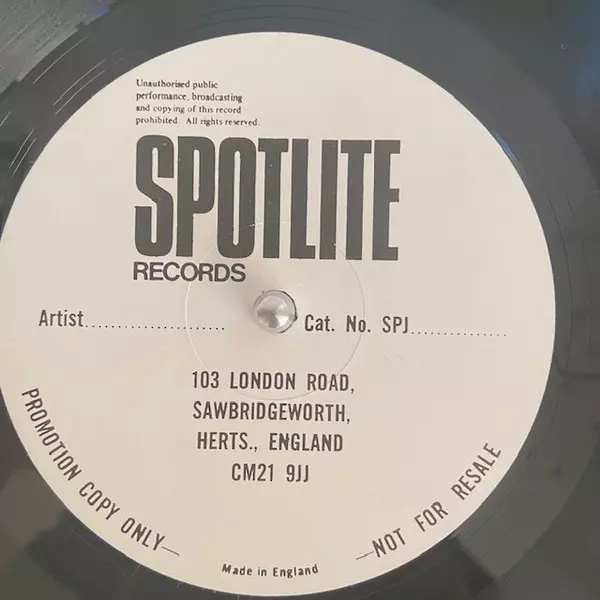 Unauthorised public
performance, broadcasting
and copying of this record
prohibited. All rights reserved.
SPOTLITE
RECORDS
Artist.....................
Cat. No. SPJ..............
103 LONDON ROAD,
SAWBRIDGEWORTH,
HERTS., ENGLAND
CM21 9JJ
PROMOTION COPY ONLY—
—NOT FOR RESALE
Made in England